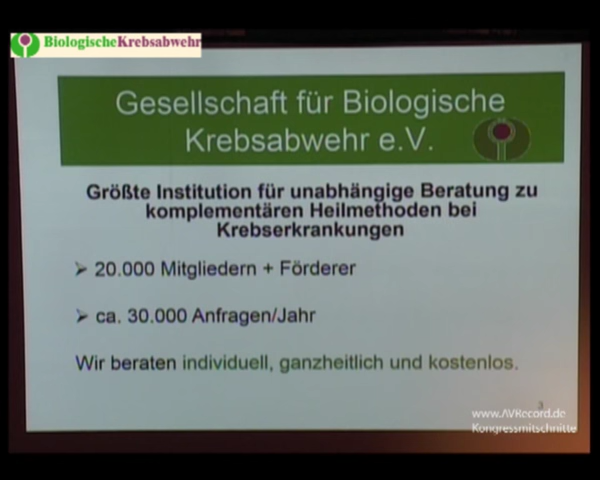 BiologischeKrebsabwehr
Gesellschaft für Biologische
Krebsabwehr e.V.
Größte Institution für unabhängige Beratung zu
komplementären Heilmethoden bei
Krebserkrankungen
➢ 20.000 Mitgliedern + Förderer
➢ ca. 30.000 Anfragen/Jahr
Wir beraten individuell, ganzheitlich und kostenlos.
3
www.AVRecord.de
Kongressmitschnitte